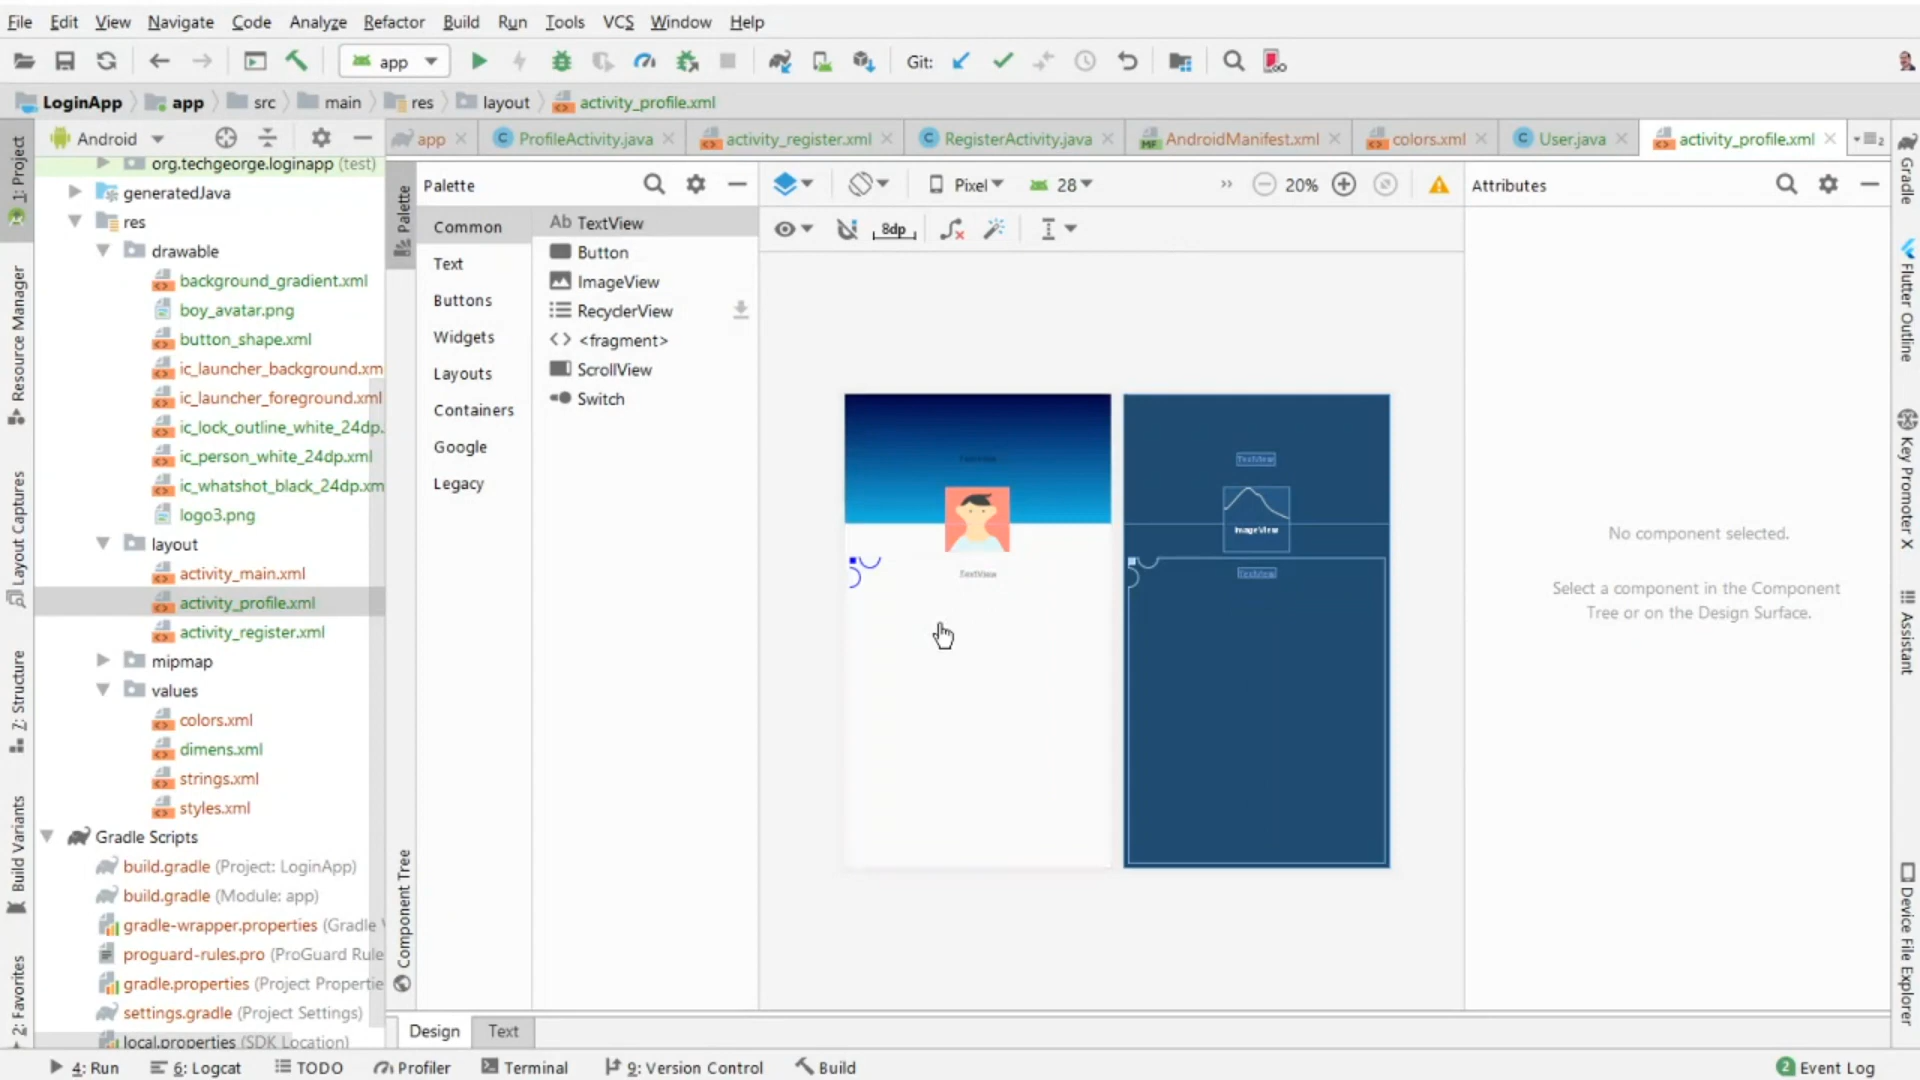 File Edit View Navigate Code Analyze Refactor Build Run Tools VCS Window Help
app Git:
LoginApp app src main res layout activity_profile.xml
Android app ProfileActivity.java activity_register.xml RegisterActivity.java AndroidManifest.xml colors.xml User.java activity_profile.xml
1: Project
Resource Manager
Layout Captures
Z: Structure
Build Variants
2: Favorites
org.techgeorge.loginapp (test)
generatedJava
res
drawable
background_gradient.xml
boy_avatar.png
button_shape.xml
ic_launcher_background.xm
ic_launcher_foreground.xml
ic_lock_outline_white_24dp.
ic_person_white_24dp.xml
ic_whatshot_black_24dp.xm
logo3.png
layout
activity_main.xml
activity_profile.xml
activity_register.xml
mipmap
values
colors.xml
dimens.xml
strings.xml
styles.xml
Gradle Scripts
build.gradle (Project: LoginApp)
build.gradle (Module: app)
gradle-wrapper.properties (Gradle V
proguard-rules.pro (ProGuard Rule
gradle.properties (Project Propertie
settings.gradle (Project Settings)
local.properties (SDK Location)
Palette
Component Tree
Palette
Common
Text
Buttons
Widgets
Layouts
Containers
Google
Legacy
Ab TextView
Button
ImageView
RecyclerView
<> <fragment>
ScrollView
Switch
Pixel 28 20%
8dp
TextView
TextView
TextView
ImageView
TextView
Attributes
No component selected.
Select a component in the Component
Tree or on the Design Surface.
Gradle
Flutter Outline
Key Promoter X
Assistant
Device File Explorer
Design Text
4: Run 6: Logcat TODO Profiler Terminal 9: Version Control Build 2 Event Log